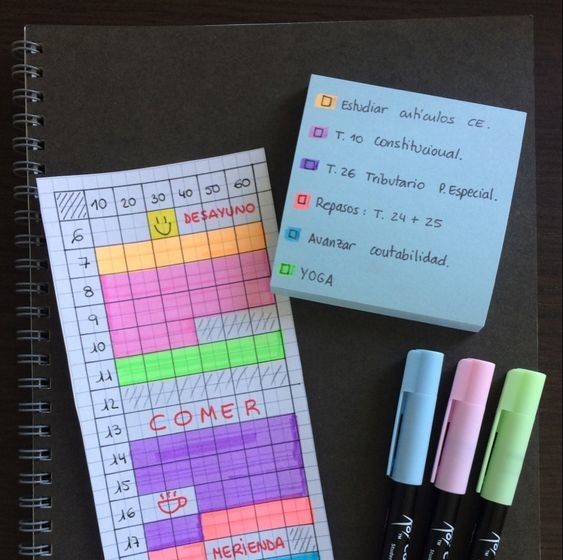 10 20 30 40 50 60
6 DESAYUNO
7
8
9
10
11
12
13 COMER
14
15
16
17 MERIENDA
Estudiar artículos CE.
T. 10 Constitucional.
T. 26 Tributario P. Especial.
Repasos: T. 24 + 25
Avanzar contabilidad.
YOGA